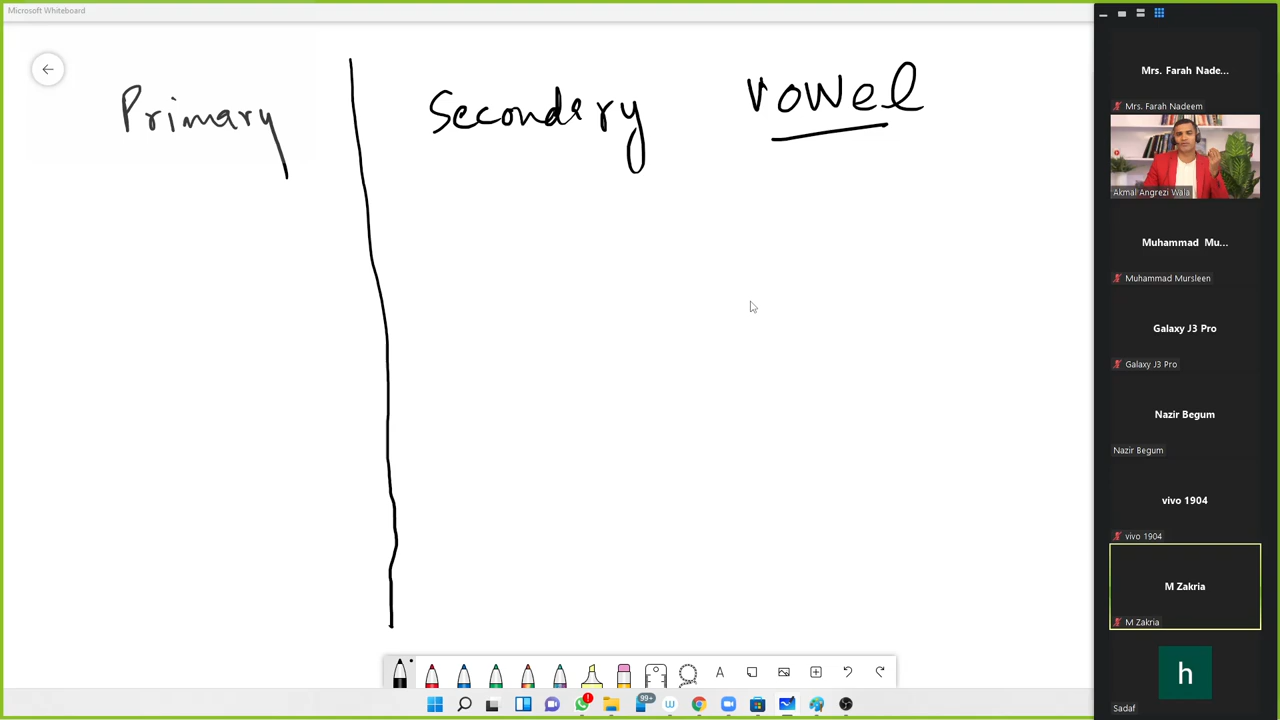 Microsoft Whiteboard
Primary Secondery vowel
Mrs. Farah Nade...
Mrs. Farah Nadeem
Akmal Angrezi Wala
Muhammad Mu...
Muhammad Mursleen
Galaxy J3 Pro
Galaxy J3 Pro
Nazir Begum
Nazir Begum
vivo 1904
vivo 1904
M Zakria
M Zakria
h
Sadaf
A
99+